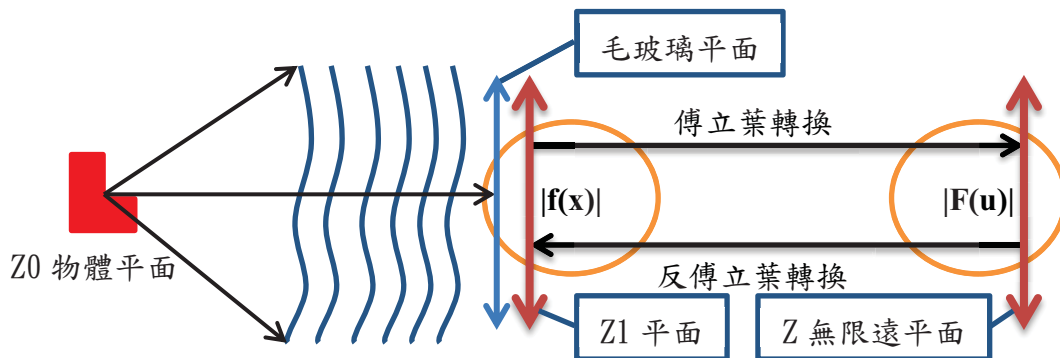 毛玻璃平面
傅立葉轉換
|f(x)|
|F(u)|
Z0 物體平面
反傅立葉轉換
Z1 平面
Z 無限遠平面